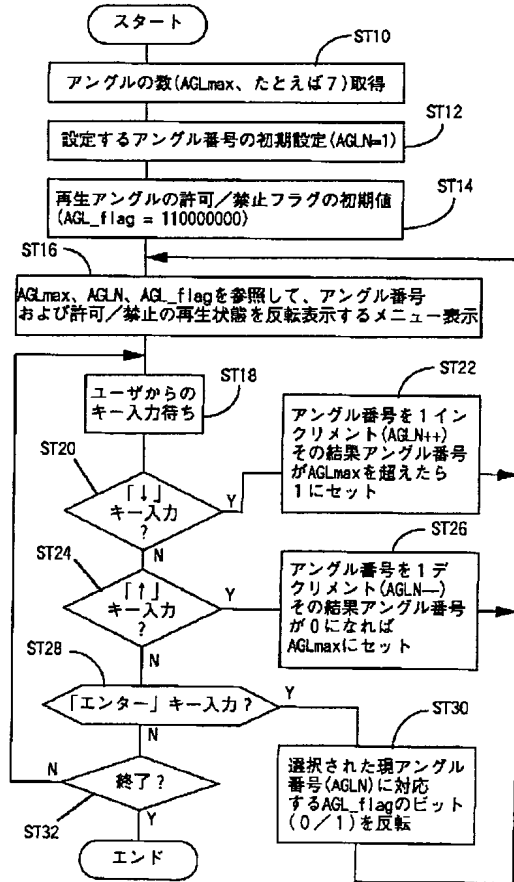 スタート
ST10
アングルの数(AGLmax、たとえば7)取得
ST12
設定するアングル番号の初期設定(AGLN=1)
ST14
再生アングルの許可/禁止フラグの初期値
(AGL_flag = 110000000)
ST16
AGLmax、AGLN、AGL_flagを参照して、アングル番号
および許可/禁止の再生状態を反転表示するメニュー表示
ST18
ユーザからの
キー入力待ち
ST20
「↓」
キー入力
?
Y
N
ST22
アングル番号を1イン
クリメント(AGLN++)
その結果アングル番号
がAGLmaxを超えたら
1にセット
ST24
「↑」
キー入力
?
Y
N
ST26
アングル番号を1デ
クリメント(AGLN--)
その結果アングル番号
が0になれば
AGLmaxにセット
ST28
「エンター」キー入力?
Y
N
ST30
選択された現アングル
番号(AGLN)に対応
するAGL_flagのビット
(0/1)を反転
終了?
N
Y
ST32
エンド